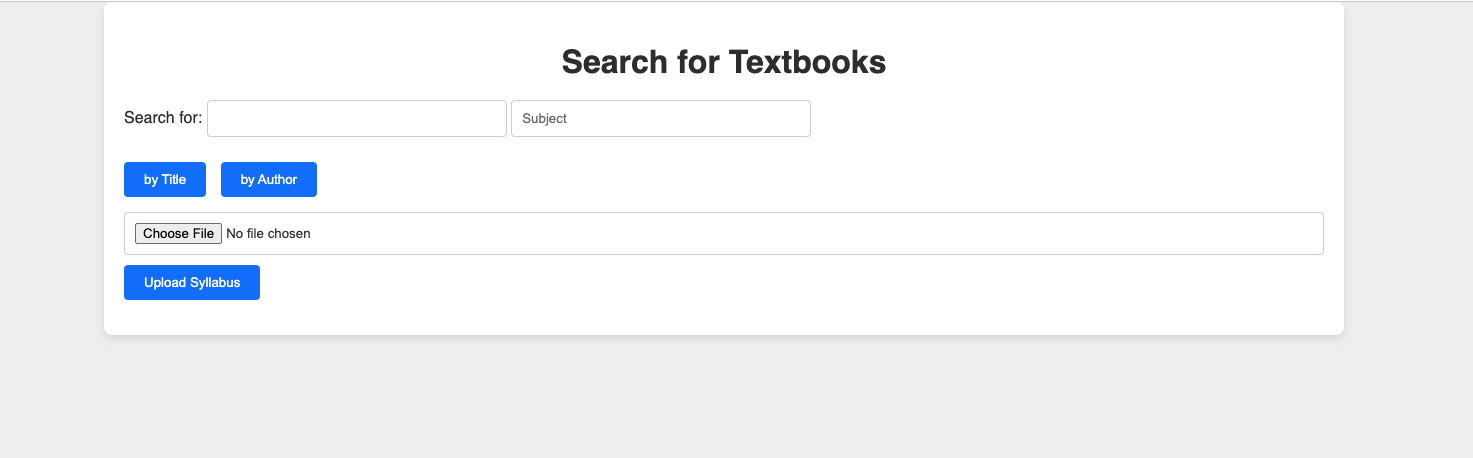 Search for Textbooks
Search for: Subject
by Title by Author
Choose File No file chosen
Upload Syllabus